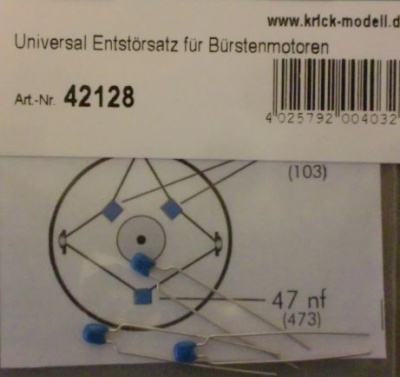 www.krick-modell.d
Universal Entstörsatz für Bürstenmotoren
Art.-Nr. 42128
4 025792 004032
(103)
47 nf
(473)